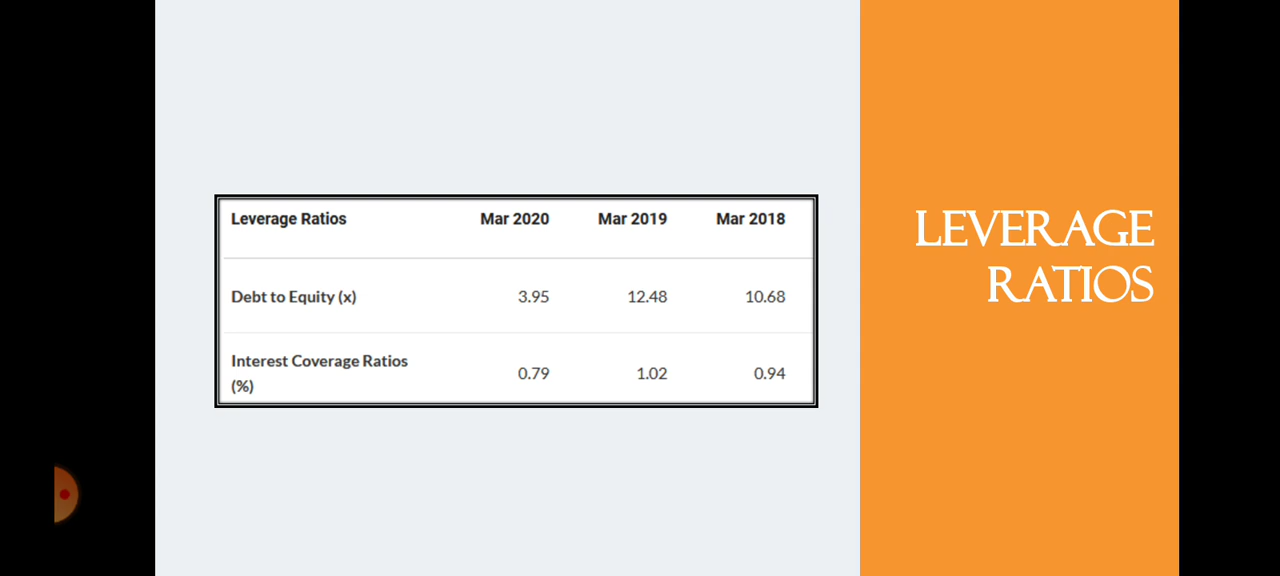 Leverage Ratios Mar 2020 Mar 2019 Mar 2018
Debt to Equity (x) 3.95 12.48 10.68
Interest Coverage Ratios
(%) 0.79 1.02 0.94
LEVERAGE
RATIOS